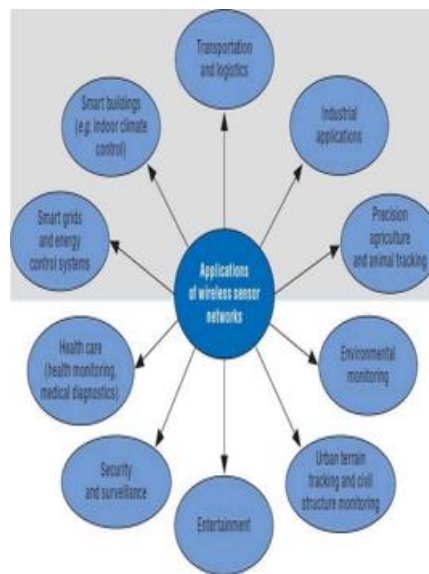 Transportation
and logistics
Smart buildings
(e.g. indoor climate
control)
Industrial
applications
Smart grids
and energy
control systems
Precision
agriculture
and animal tracking
Applications
of wireless sensor
networks
Health care
(health monitoring,
medical diagnostics)
Environmental
monitoring
Security
and surveillance
Urban terrain
tracking and civil
structure monitoring
Entertainment